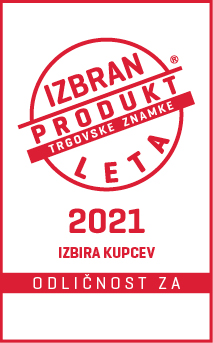 IZBRAN
PRODUKT®
TRGOVSKE ZNAMKE
LETA
2021
IZBIRA KUPCEV
ODLIČNOST ZA